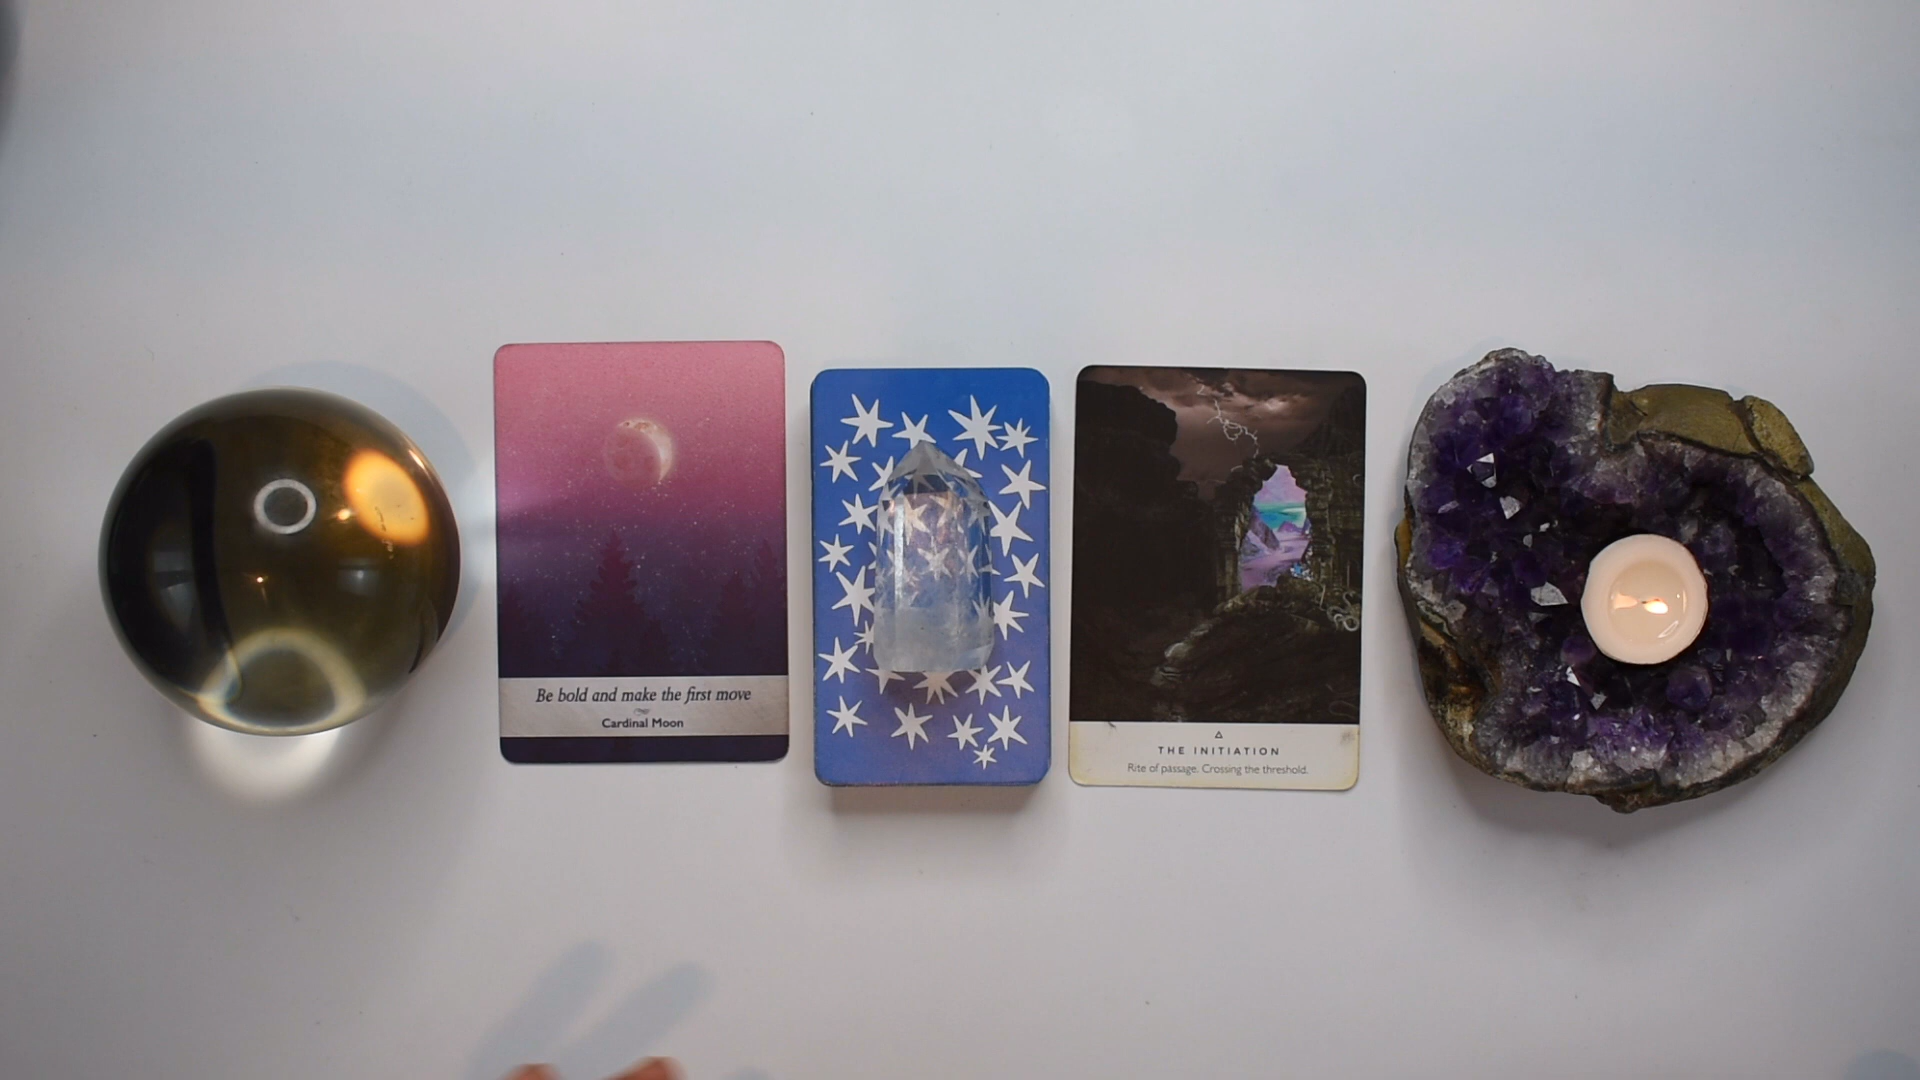 Be bold and make the first move
Cardinal Moon
THE INITIATION
Rite of passage. Crossing the threshold.